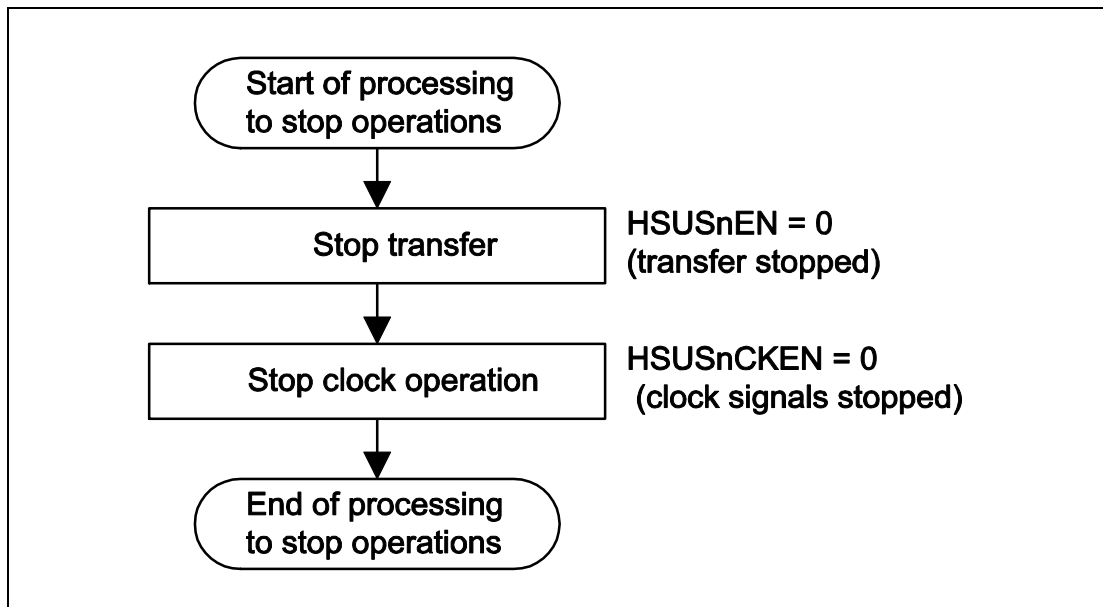 Start of processing
to stop operations
Stop transfer
HSUSnEN = 0
(transfer stopped)
Stop clock operation
HSUSnCKEN = 0
(clock signals stopped)
End of processing
to stop operations